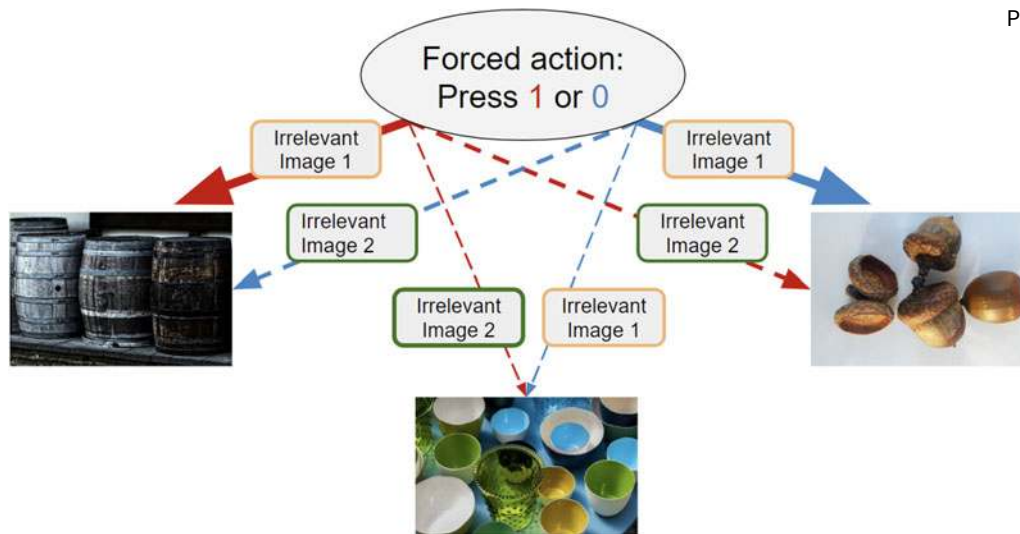 P
Forced action:
Press 1 or 0
Irrelevant
Image 1
Irrelevant
Image 1
Irrelevant
Image 2
Irrelevant
Image 2
Irrelevant
Image 2
Irrelevant
Image 1